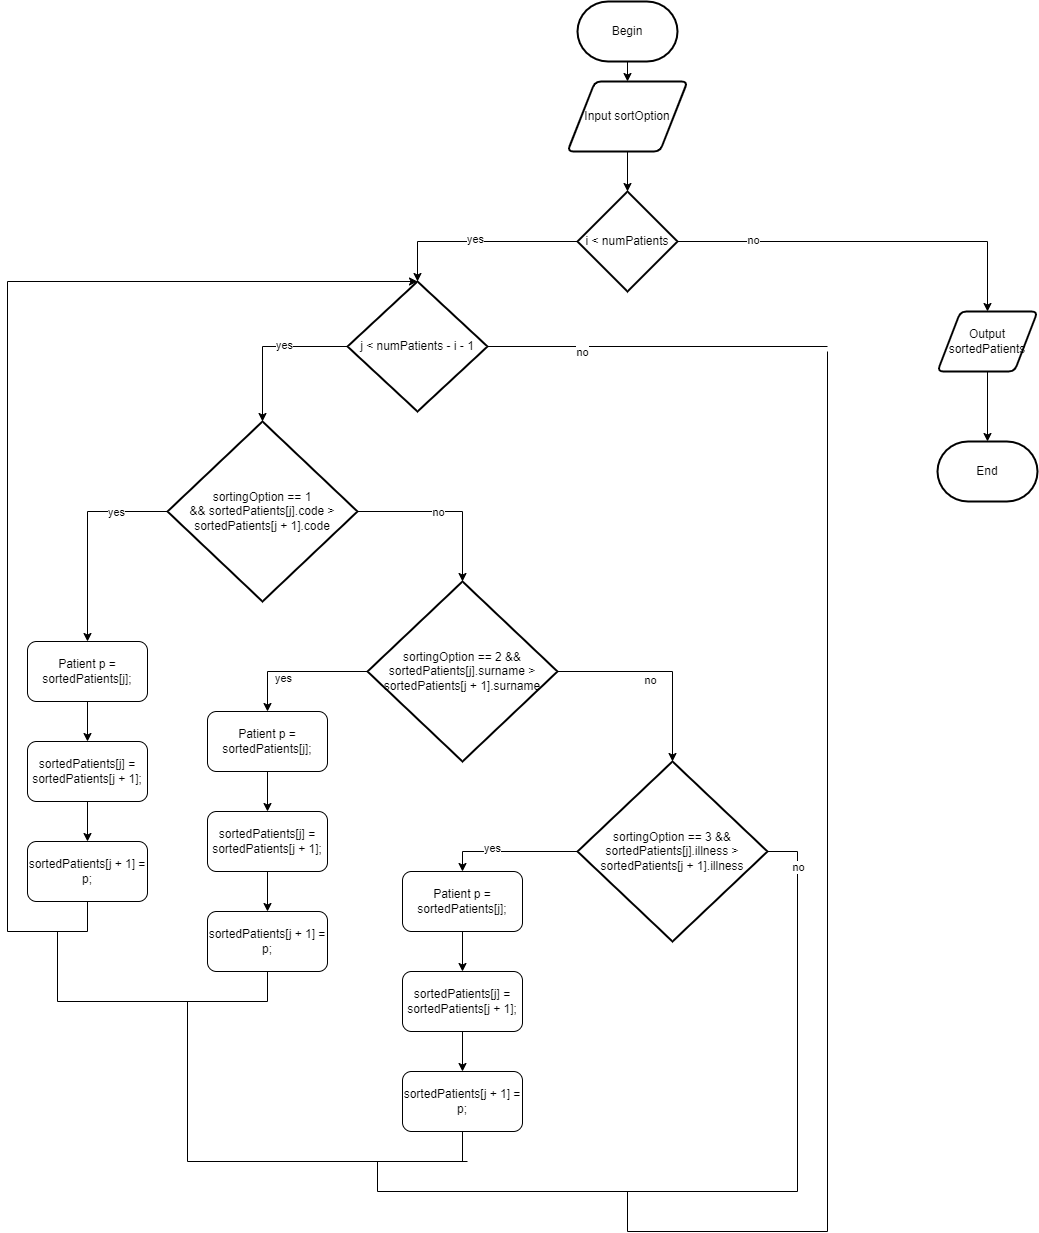 Begin
Input sortOption
i < numPatients
yes
no
j < numPatients - i - 1
Output
sortedPatients
yes
no
End
sortingOption == 1
&& sortedPatients[j].code >
sortedPatients[j + 1].code
yes
no
sortingOption == 2 &&
sortedPatients[j].surname >
sortedPatients[j + 1].surname
yes
no
Patient p =
sortedPatients[j];
Patient p =
sortedPatients[j];
sortedPatients[j] =
sortedPatients[j + 1];
sortedPatients[j] =
sortedPatients[j + 1];
sortingOption == 3 &&
sortedPatients[j].illness >
sortedPatients[j + 1].illness
yes
no
sortedPatients[j + 1] =
p;
Patient p =
sortedPatients[j];
sortedPatients[j + 1] =
p;
sortedPatients[j] =
sortedPatients[j + 1];
sortedPatients[j + 1] =
p;